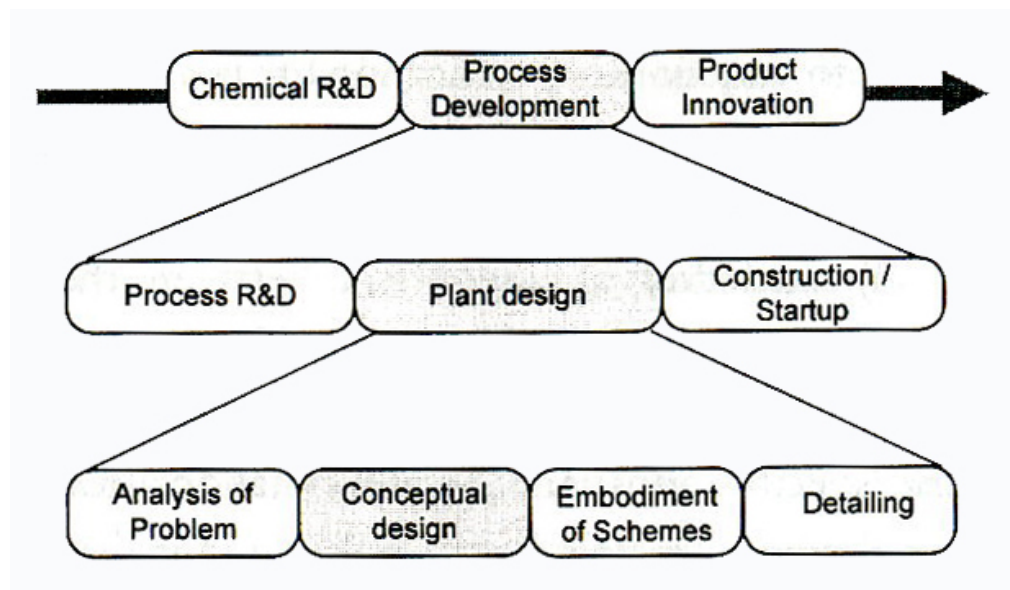 Chemical R&D
Process
Development
Product
Innovation
Process R&D
Plant design
Construction /
Startup
Analysis of
Problem
Conceptual
design
Embodiment
of Schemes
Detailing